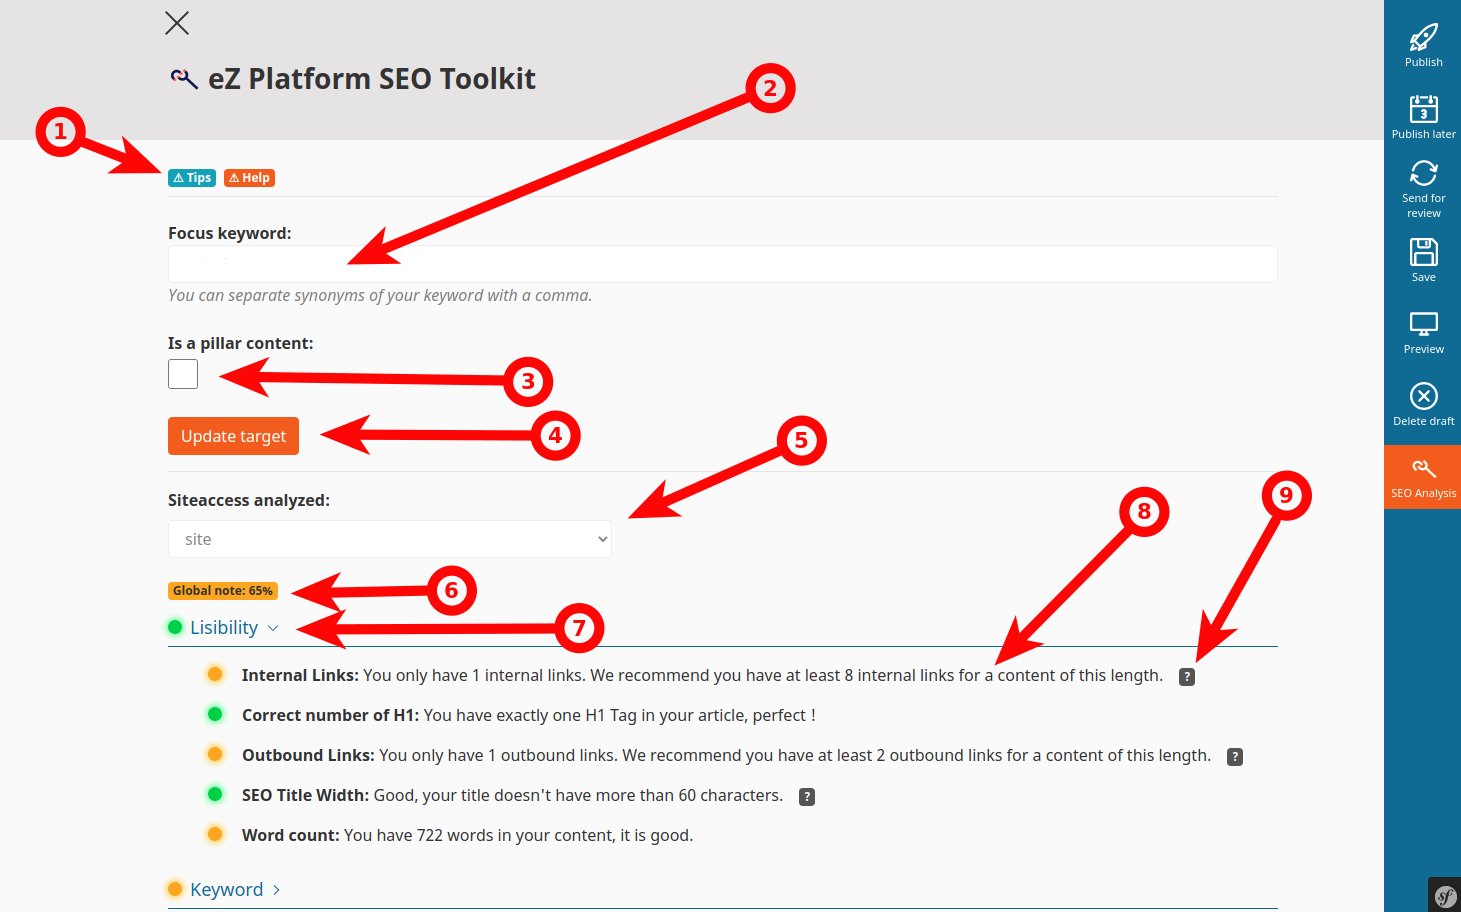 eZ Platform SEO Toolkit
1
2
⚠ Tips ⚠ Help
Focus keyword:
You can separate synonyms of your keyword with a comma.
Is a pillar content:
3
Update target
4
5
Siteaccess analyzed:
site
8
9
Global note: 65%
6
Lisibility
7
Internal Links: You only have 1 internal links. We recommend you have at least 8 internal links for a content of this length. ?
Correct number of H1: You have exactly one H1 Tag in your article, perfect !
Outbound Links: You only have 1 outbound links. We recommend you have at least 2 outbound links for a content of this length. ?
SEO Title Width: Good, your title doesn't have more than 60 characters. ?
Word count: You have 722 words in your content, it is good.
Keyword
Publish
3
Publish later
Send for
review
Save
Preview
Delete draft
SEO Analysis
sf